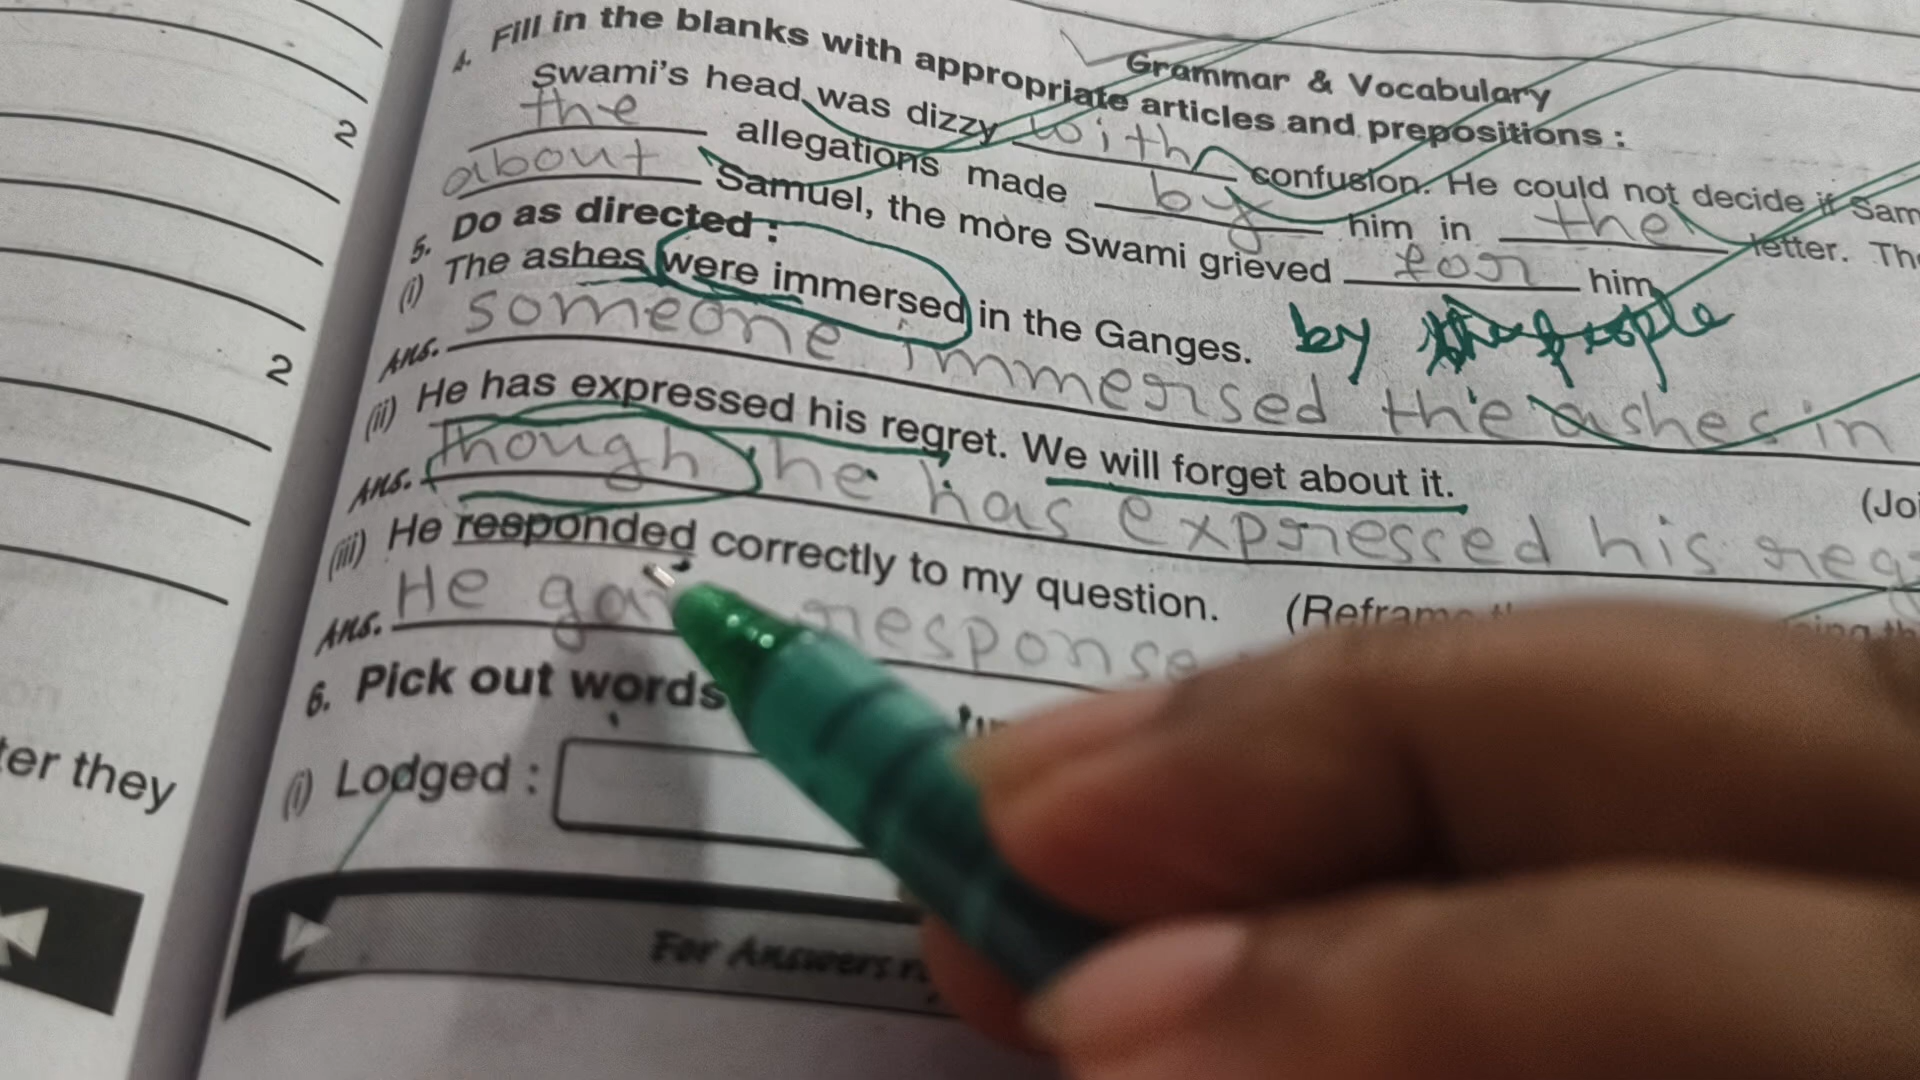 Grammar & Vocabulary
4. Fill in the blanks with appropriate articles and prepositions :
Swami's head was dizzy with confusion. He could not decide if Sam
the allegations made by him in the letter. The
about Samuel, the more Swami grieved for him.
5. Do as directed :
(i) The ashes were immersed in the Ganges. by people
Ans. someone immersed the ashes in
(ii) He has expressed his regret. We will forget about it. (Joi
Ans. though he has expressed his reg
(iii) He responded correctly to my question. (Reframe
Ans. He response
6. Pick out words
(i) Lodged :
For Answers
2
2
ter they